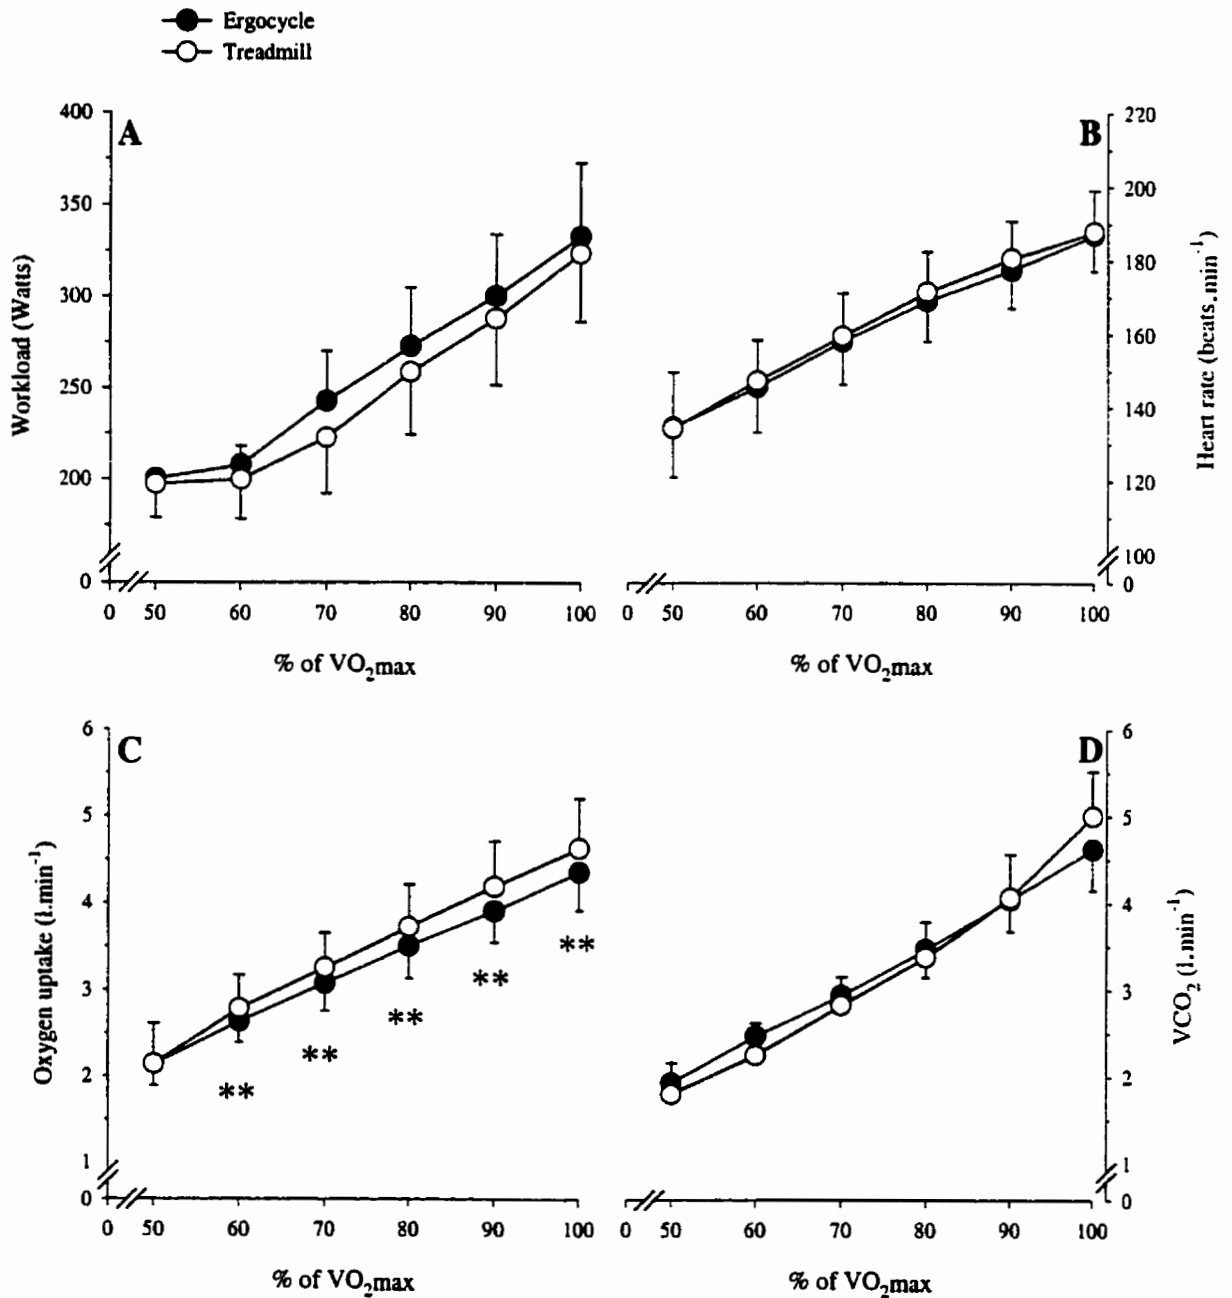 Ergocycle
Treadmill
A
400
350
300
250
200
0
Workload (Watts)
0 50 60 70 80 90 100
% of VO₂max
B
220
200
180
160
140
120
100
0
Heart rate (beats.min⁻¹)
0 50 60 70 80 90 100
% of VO₂max
C
6
5
4
3
2
1
0
Oxygen uptake (l.min⁻¹)
** ** ** ** **
0 50 60 70 80 90 100
% of VO₂max
D
6
5
4
3
2
1
0
VCO₂ (l.min⁻¹)
0 50 60 70 80 90 100
% of VO₂max